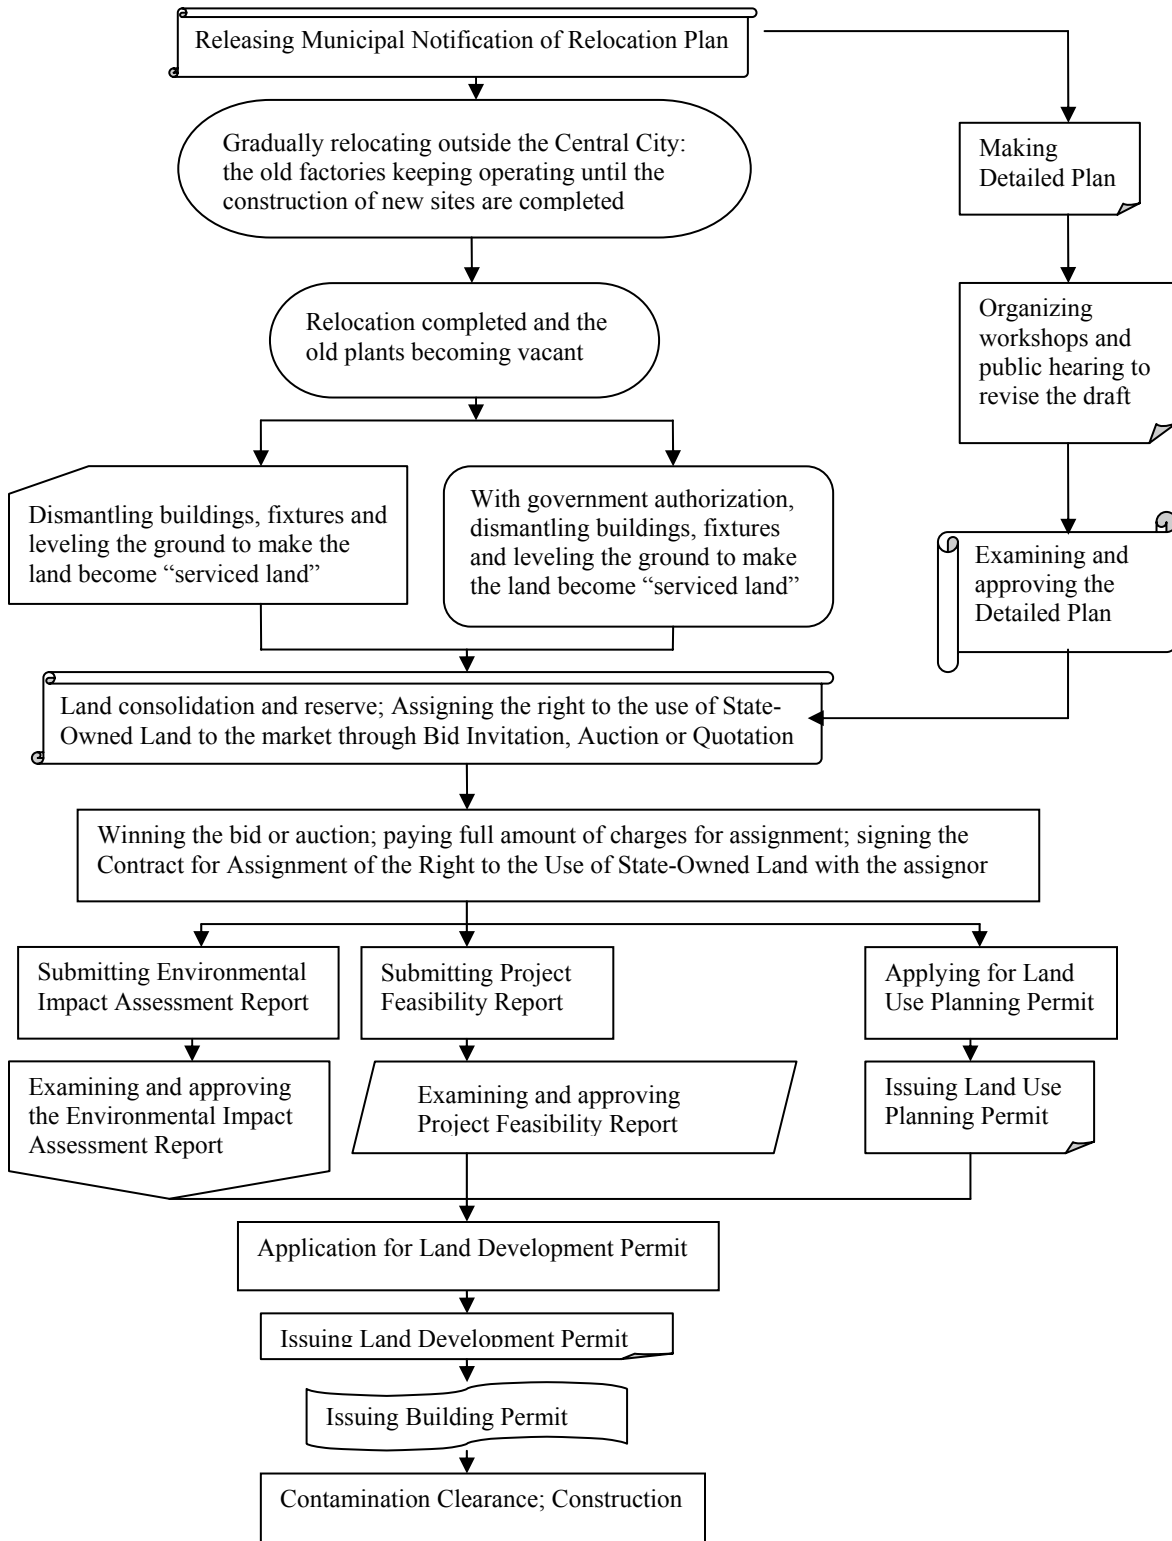 Releasing Municipal Notification of Relocation Plan
Gradually relocating outside the Central City:
the old factories keeping operating until the
construction of new sites are completed
Making
Detailed Plan
Relocation completed and the
old plants becoming vacant
Organizing
workshops and
public hearing to
revise the draft
Dismantling buildings, fixtures and
leveling the ground to make the
land become “serviced land”
With government authorization,
dismantling buildings, fixtures
and leveling the ground to make
the land become “serviced land”
Examining and
approving the
Detailed Plan
Land consolidation and reserve; Assigning the right to the use of State-
Owned Land to the market through Bid Invitation, Auction or Quotation
Winning the bid or auction; paying full amount of charges for assignment; signing the
Contract for Assignment of the Right to the Use of State-Owned Land with the assignor
Submitting Environmental
Impact Assessment Report
Submitting Project
Feasibility Report
Applying for Land
Use Planning Permit
Examining and approving
the Environmental Impact
Assessment Report
Examining and approving
Project Feasibility Report
Issuing Land Use
Planning Permit
Application for Land Development Permit
Issuing Land Development Permit
Issuing Building Permit
Contamination Clearance; Construction